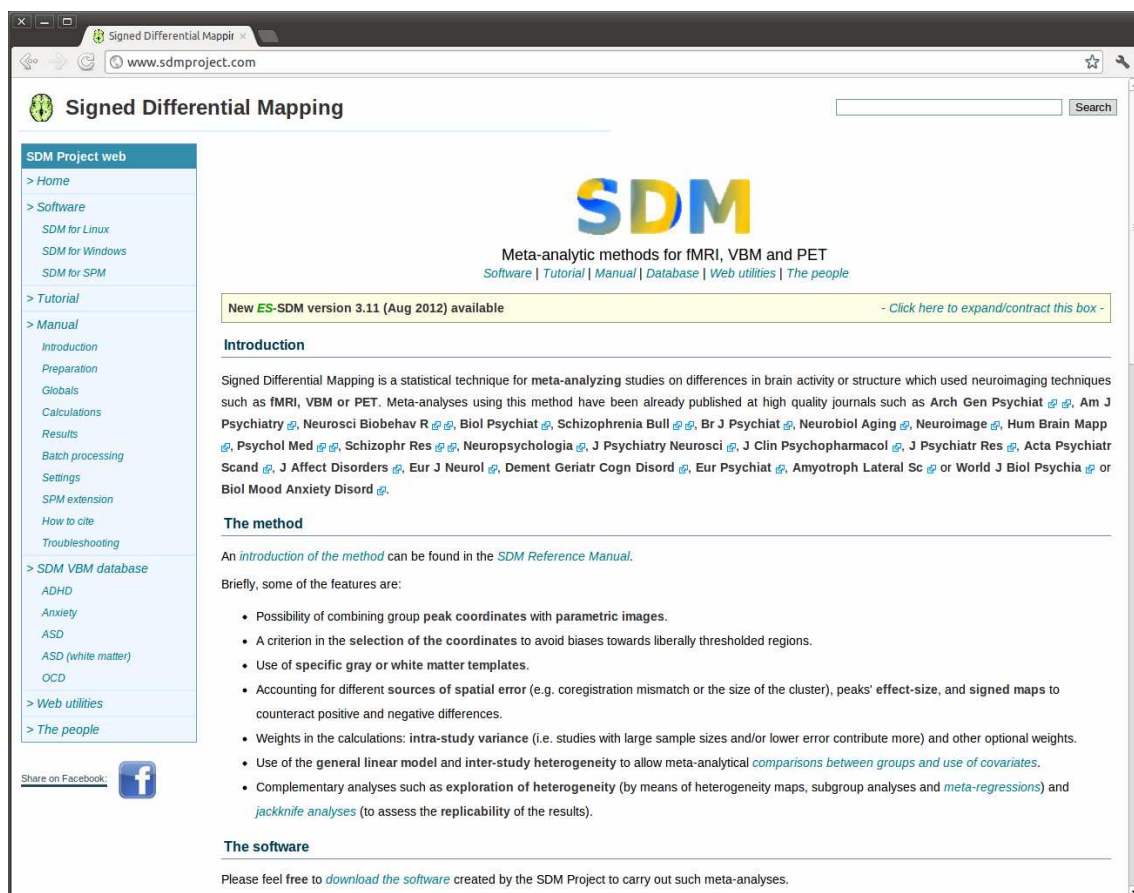 Signed Differential Mappir
www.sdmproject.com
Signed Differential Mapping
Search
SDM Project web
> Home
> Software
SDM for Linux
SDM for Windows
SDM for SPM
> Tutorial
> Manual
Introduction
Preparation
Globals
Calculations
Results
Batch processing
Settings
SPM extension
How to cite
Troubleshooting
> SDM VBM database
ADHD
Anxiety
ASD
ASD (white matter)
OCD
> Web utilities
> The people
Share on Facebook:
SDM
Meta-analytic methods for fMRI, VBM and PET
Software | Tutorial | Manual | Database | Web utilities | The people
New ES-SDM version 3.11 (Aug 2012) available - Click here to expand/contract this box -
Introduction
Signed Differential Mapping is a statistical technique for meta-analyzing studies on differences in brain activity or structure which used neuroimaging techniques
such as fMRI, VBM or PET. Meta-analyses using this method have been already published at high quality journals such as Arch Gen Psychiat, Am J
Psychiatry, Neurosci Biobehav R, Biol Psychiat, Schizophrenia Bull, Br J Psychiat, Neurobiol Aging, Neuroimage, Hum Brain Mapp
, Psychol Med, Schizophr Res, Neuropsychologia, J Psychiatry Neurosci, J Clin Psychopharmacol, J Psychiatr Res, Acta Psychiatr
Scand, J Affect Disorders, Eur J Neurol, Dement Geriatr Cogn Disord, Eur Psychiat, Amyotroph Lateral Sc or World J Biol Psychia or
Biol Mood Anxiety Disord.
The method
An introduction of the method can be found in the SDM Reference Manual.
Briefly, some of the features are:
• Possibility of combining group peak coordinates with parametric images.
• A criterion in the selection of the coordinates to avoid biases towards liberally thresholded regions.
• Use of specific gray or white matter templates.
• Accounting for different sources of spatial error (e.g. coregistration mismatch or the size of the cluster), peaks' effect-size, and signed maps to
counteract positive and negative differences.
• Weights in the calculations: intra-study variance (i.e. studies with large sample sizes and/or lower error contribute more) and other optional weights.
• Use of the general linear model and inter-study heterogeneity to allow meta-analytical comparisons between groups and use of covariates.
• Complementary analyses such as exploration of heterogeneity (by means of heterogeneity maps, subgroup analyses and meta-regressions) and
jackknife analyses (to assess the replicability of the results).
The software
Please feel free to download the software created by the SDM Project to carry out such meta-analyses.